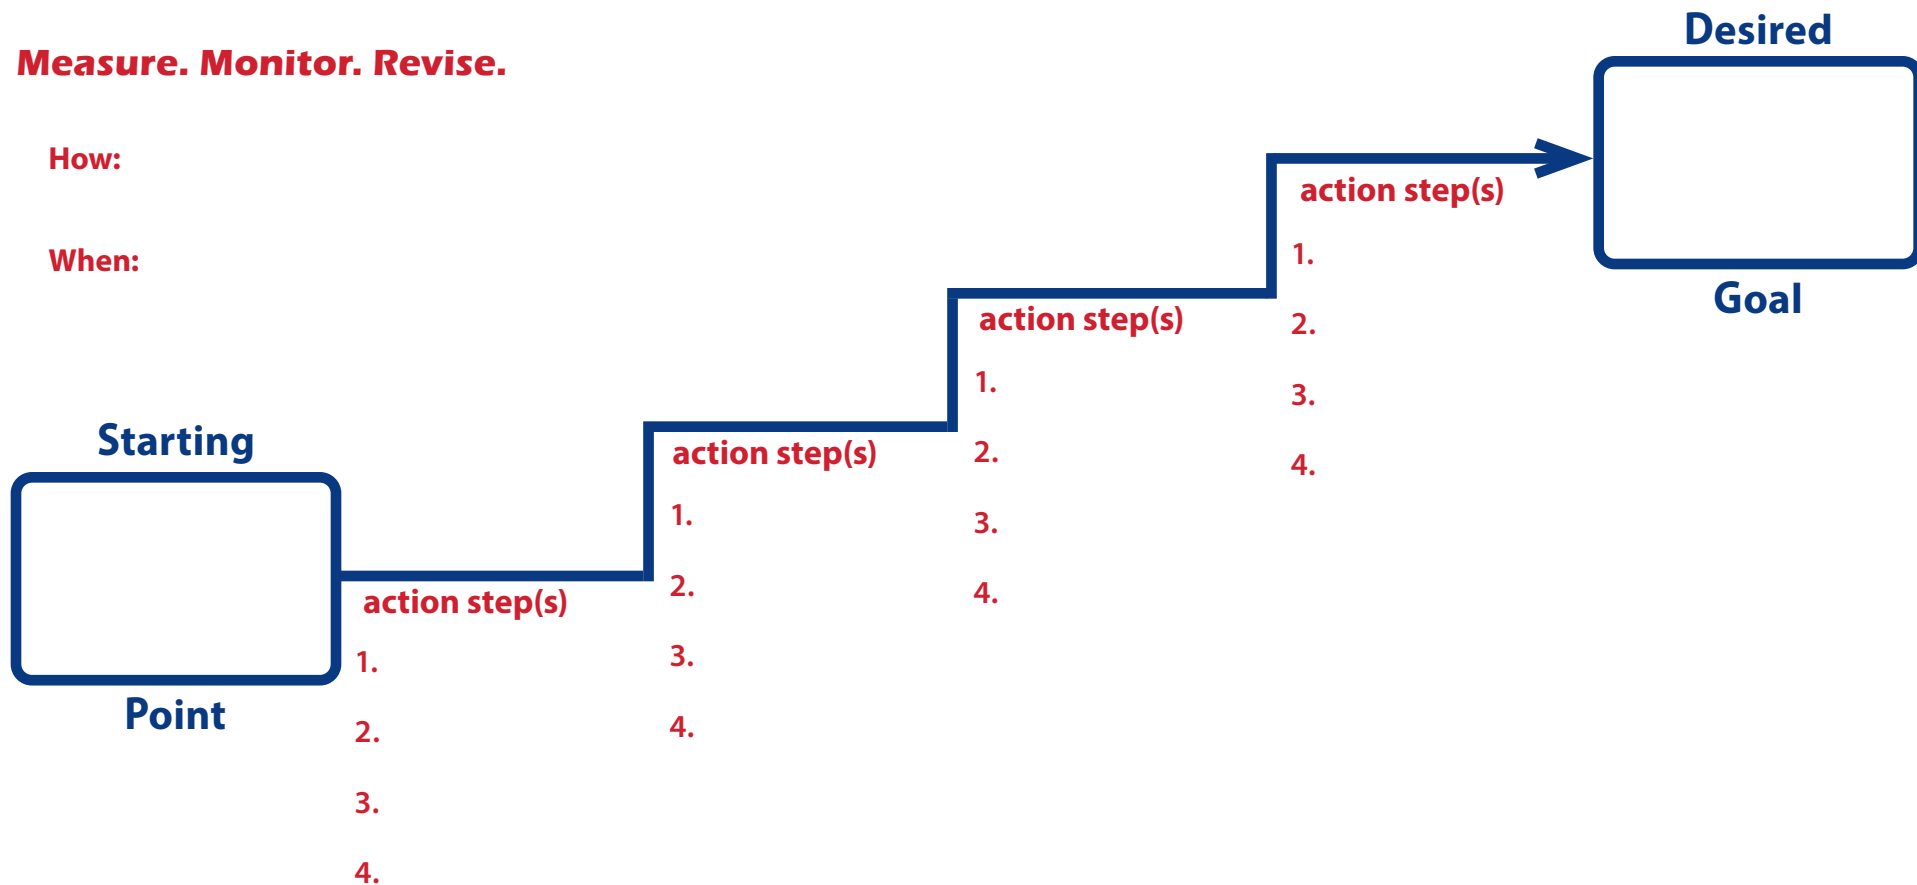 Measure. Monitor. Revise.
How:
When:
Starting
Point
action step(s)
1.
2.
3.
4.
action step(s)
1.
2.
3.
4.
action step(s)
1.
2.
3.
4.
action step(s)
1.
2.
3.
4.
Desired
Goal